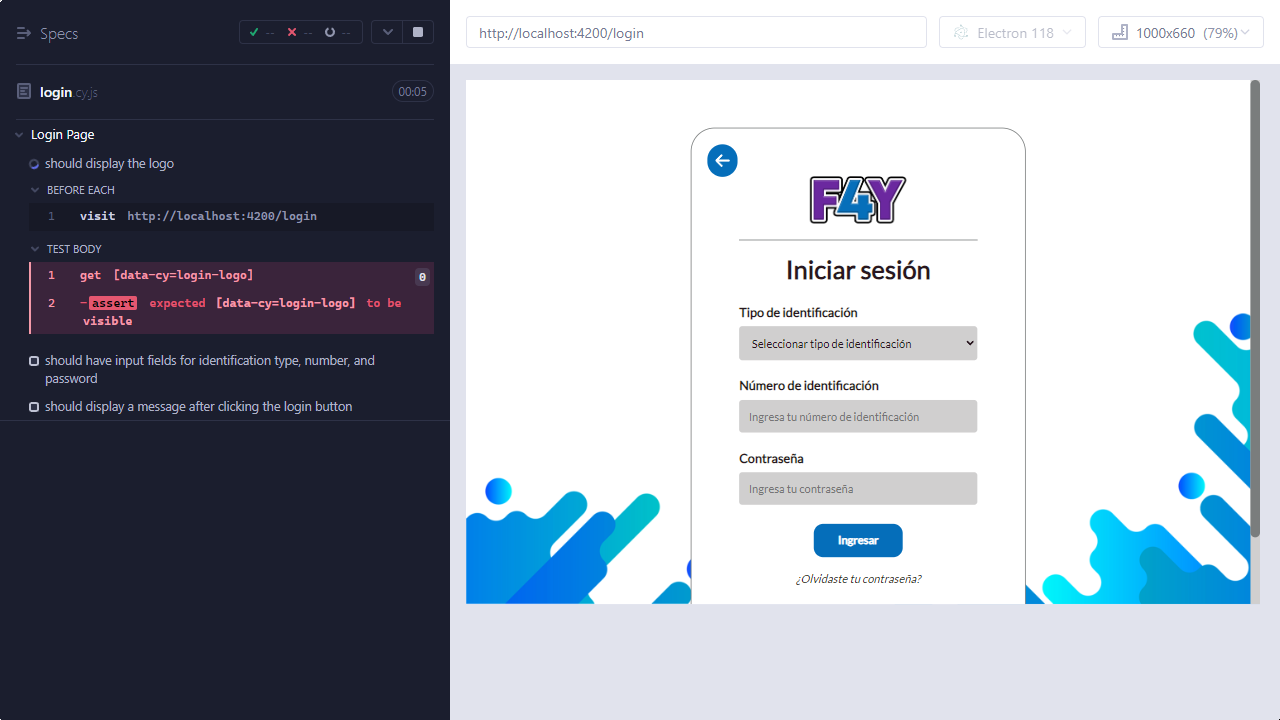 Specs
--
--
--
login.cy.js
00:05
Login Page
should display the logo
BEFORE EACH
1 visit http://localhost:4200/login
TEST BODY
1 get [data-cy=login-logo] 0
2 -assert expected [data-cy=login-logo] to be
visible
should have input fields for identification type, number, and
password
should display a message after clicking the login button
http://localhost:4200/login
Electron 118
1000x660 (79%)
F4Y
Iniciar sesión
Tipo de identificación
Seleccionar tipo de identificación
Número de identificación
Ingresa tu número de identificación
Contraseña
Ingresa tu contraseña
Ingresar
¿Olvidaste tu contraseña?